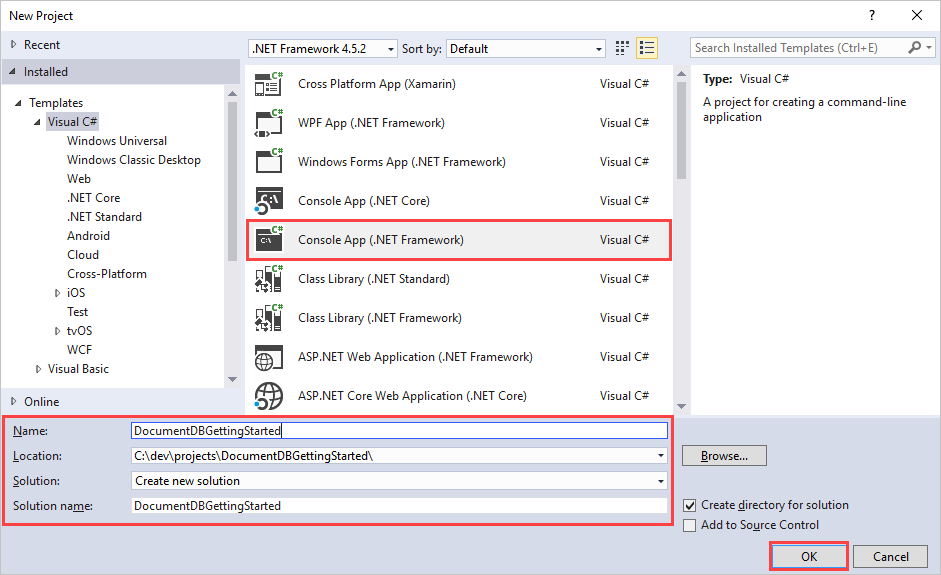 New Project
?
Recent
.NET Framework 4.5.2
Sort by:
Default
Search Installed Templates (Ctrl+E)
Installed
Templates
Visual C#
Windows Universal
Windows Classic Desktop
Web
.NET Core
.NET Standard
Android
Cloud
Cross-Platform
iOS
Test
tvOS
WCF
Visual Basic
Online
C# Cross Platform App (Xamarin) Visual C#
C# WPF App (.NET Framework) Visual C#
C# Windows Forms App (.NET Framework) Visual C#
C# C:\ Console App (.NET Core) Visual C#
C# C:\ Console App (.NET Framework) Visual C#
C# Class Library (.NET Standard) Visual C#
C# Class Library (.NET Framework) Visual C#
ASP.NET Web Application (.NET Framework) Visual C#
ASP.NET Core Web Application (.NET Core) Visual C#
Type: Visual C#
A project for creating a command-line
application
Name: DocumentDBGettingStarted
Location: C:\dev\projects\DocumentDBGettingStarted\
Browse...
Solution: Create new solution
Solution name: DocumentDBGettingStarted
Create directory for solution
Add to Source Control
OK
Cancel